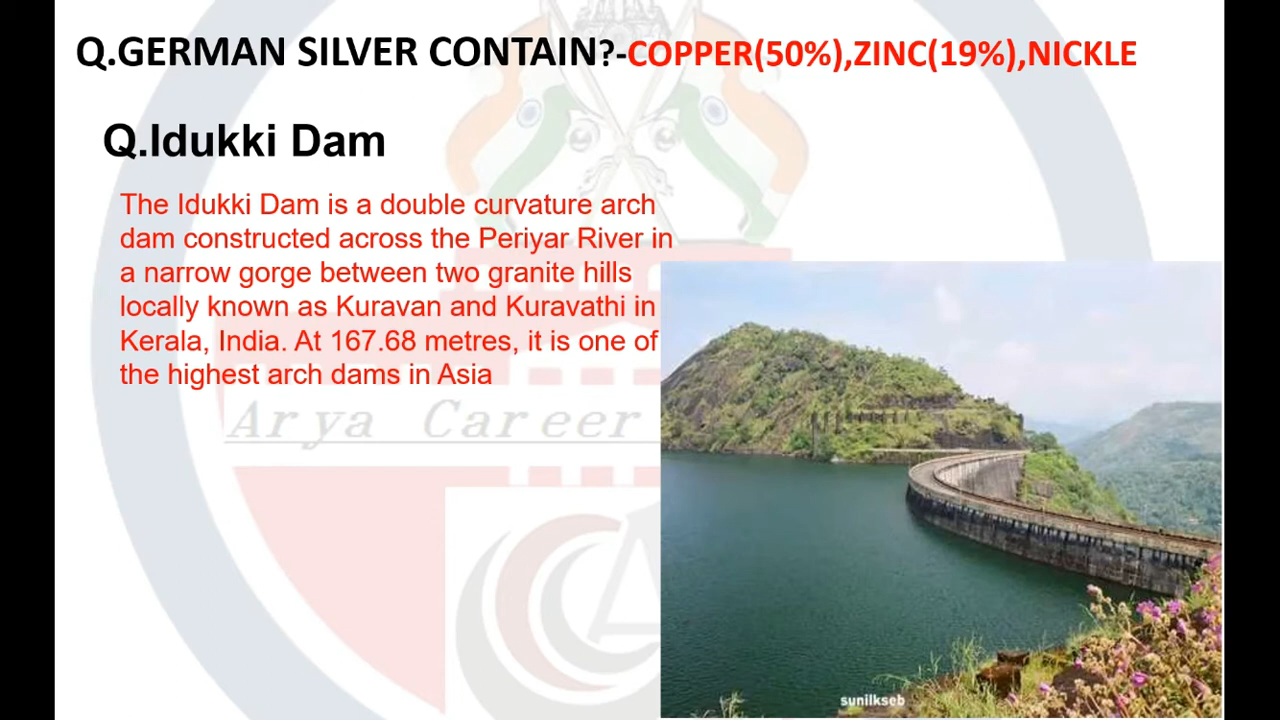 Q.GERMAN SILVER CONTAIN?-COPPER(50%),ZINC(19%),NICKLE
Q.Idukki Dam
The Idukki Dam is a double curvature arch
dam constructed across the Periyar River in
a narrow gorge between two granite hills
locally known as Kuravan and Kuravathi in
Kerala, India. At 167.68 metres, it is one of
the highest arch dams in Asia
Arya Career
sunilkseb